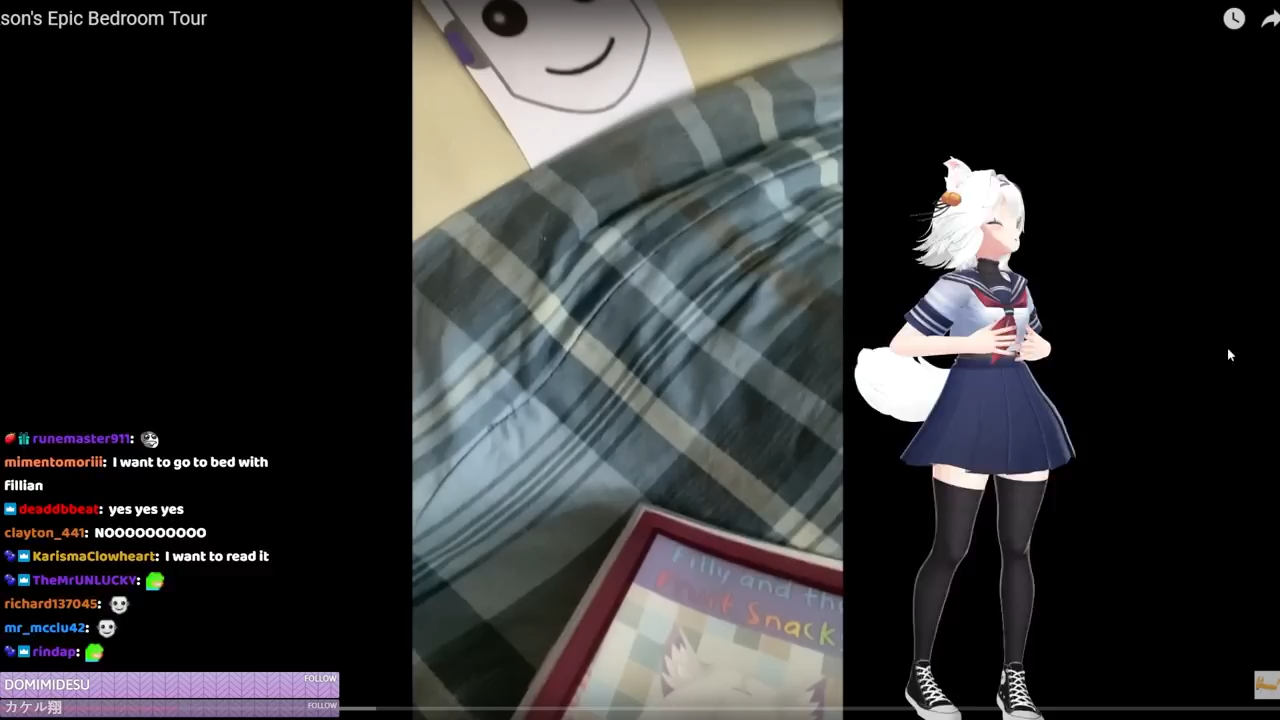 son's Epic Bedroom Tour
Filly and the
Fruit Snack
runemaster911:
mimentomoriii: I want to go to bed with
fillian
deaddbbeat: yes yes yes
clayton_441: NOOOOOOOOOO
KarismaClowheart: I want to read it
TheMrUNLUCKY:
richard137045:
mr_mcclu42:
rindap:
DOMIMIDESU
FOLLOW
カケル翔
FOLLOW